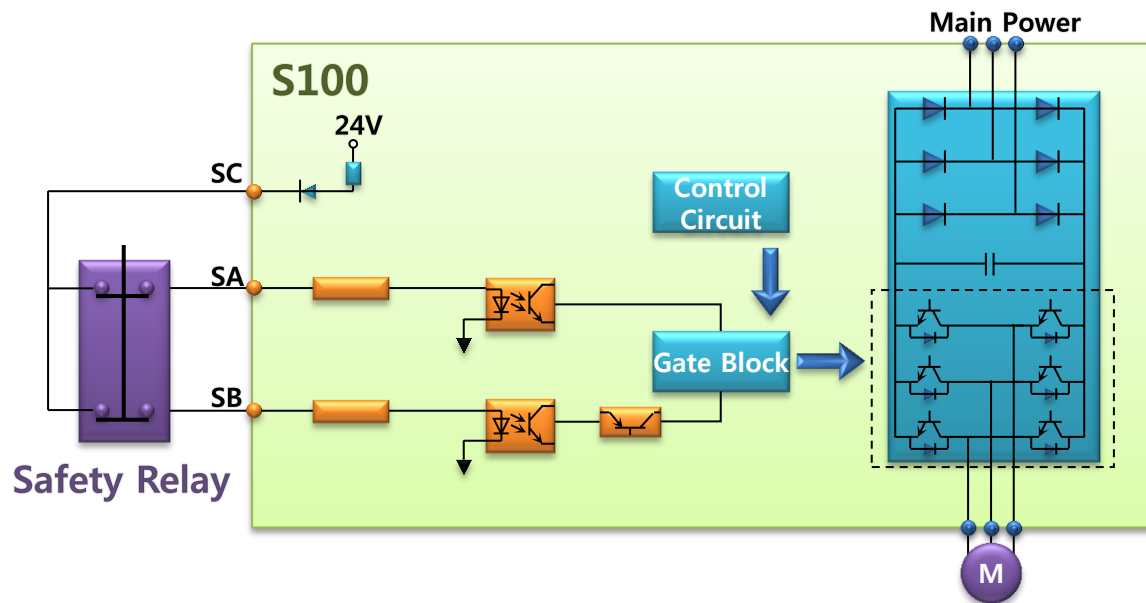 Main Power
S100
24V
SC
Control
Circuit
SA
Gate Block
SB
Safety Relay
M